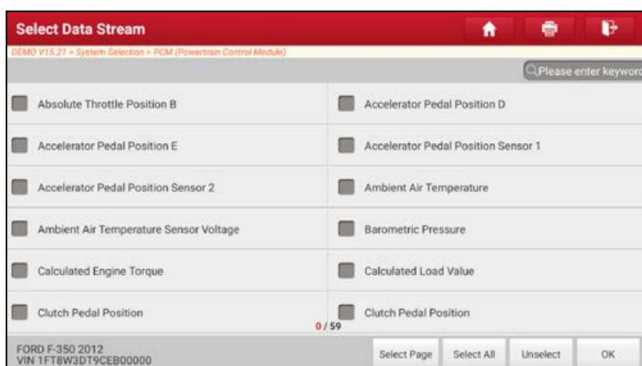 Select Data Stream
DEMO V15.21 > System Selection > PCM (Powertrain Control Module)
Please enter keyword
Absolute Throttle Position B
Accelerator Pedal Position D
Accelerator Pedal Position E
Accelerator Pedal Position Sensor 1
Accelerator Pedal Position Sensor 2
Ambient Air Temperature
Ambient Air Temperature Sensor Voltage
Barometric Pressure
Calculated Engine Torque
Calculated Load Value
Clutch Pedal Position
Clutch Pedal Position
0 / 59
FORD F-350 2012
VIN 1FT8W3DT9CEB00000
Select Page
Select All
Unselect
OK